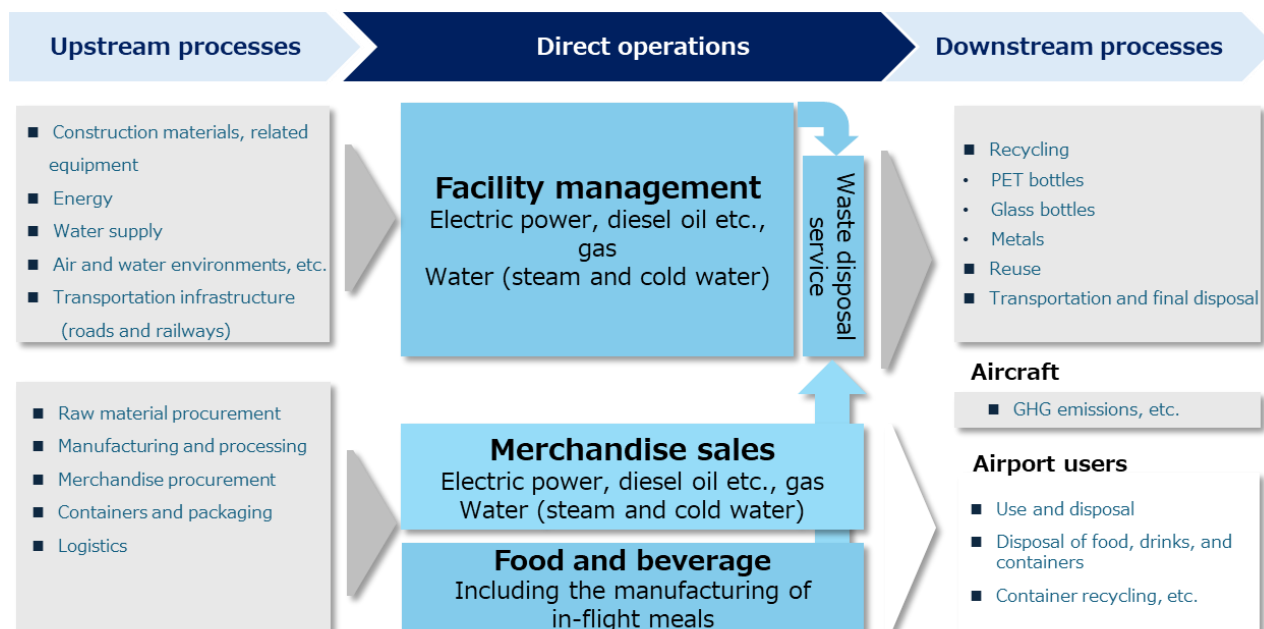 Upstream processes
Direct operations
Downstream processes
■ Construction materials, related
equipment
■ Energy
■ Water supply
■ Air and water environments, etc.
■ Transportation infrastructure
(roads and railways)
Facility management
Electric power, diesel oil etc.,
gas
Water (steam and cold water)
Waste disposal
service
■ Recycling
• PET bottles
• Glass bottles
• Metals
■ Reuse
■ Transportation and final disposal
Aircraft
■ GHG emissions, etc.
■ Raw material procurement
■ Manufacturing and processing
■ Merchandise procurement
■ Containers and packaging
■ Logistics
Merchandise sales
Electric power, diesel oil etc., gas
Water (steam and cold water)
Food and beverage
Including the manufacturing of
in-flight meals
Airport users
■ Use and disposal
■ Disposal of food, drinks, and
containers
■ Container recycling, etc.